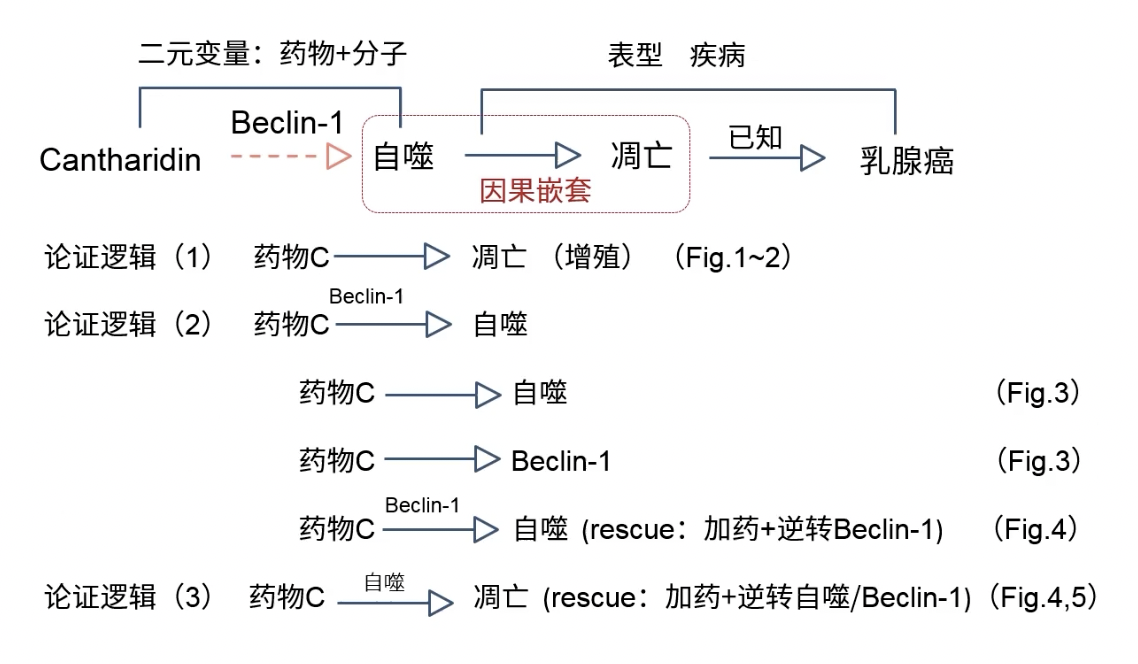 二元变量：药物+分子
表型 疾病
Beclin-1
Cantharidin
自噬
凋亡
已知
乳腺癌
因果嵌套
论证逻辑（1） 药物C 凋亡 （增殖） （Fig.1~2）
Beclin-1
论证逻辑（2） 药物C 自噬
药物C 自噬 （Fig.3）
药物C Beclin-1 （Fig.3）
Beclin-1
药物C 自噬 (rescue：加药+逆转Beclin-1) （Fig.4）
自噬
论证逻辑（3） 药物C 凋亡 (rescue：加药+逆转自噬/Beclin-1)（Fig.4,5）